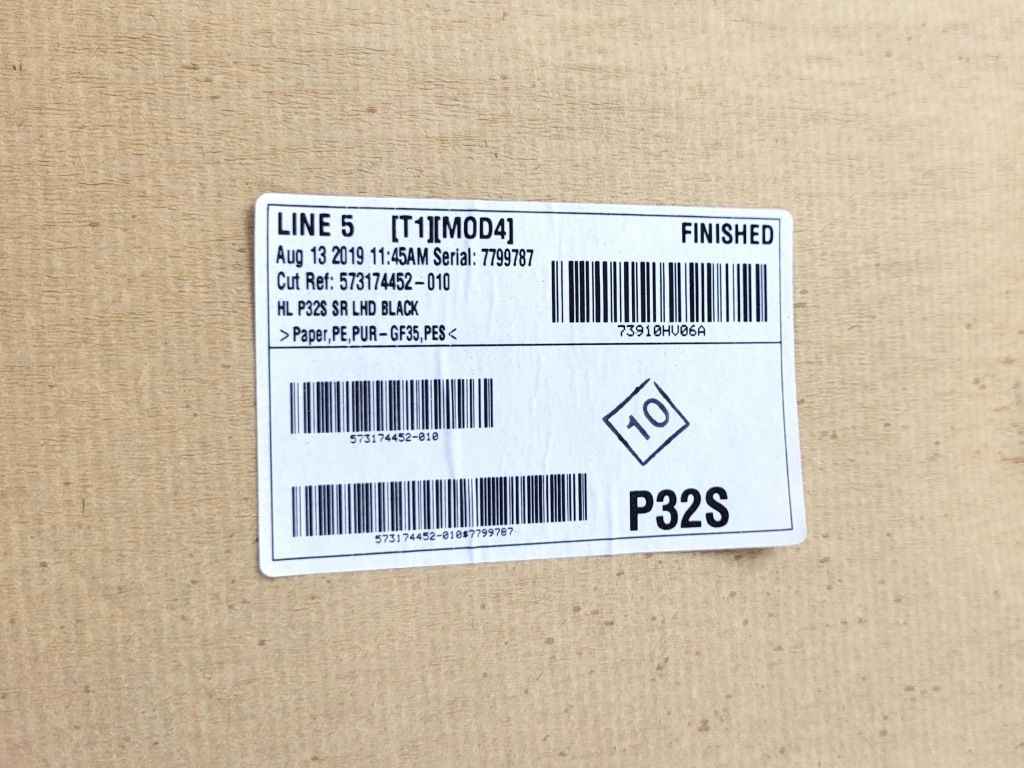 LINE 5 [T1][MOD4]
FINISHED
Aug 13 2019 11:45AM Serial: 7799787
Cut Ref: 573174452-010
HL P32S SR LHD BLACK
>Paper,PE,PUR-GF35,PES<
73910HV06A
573174452-010
10
573174452-010$7799787
P32S